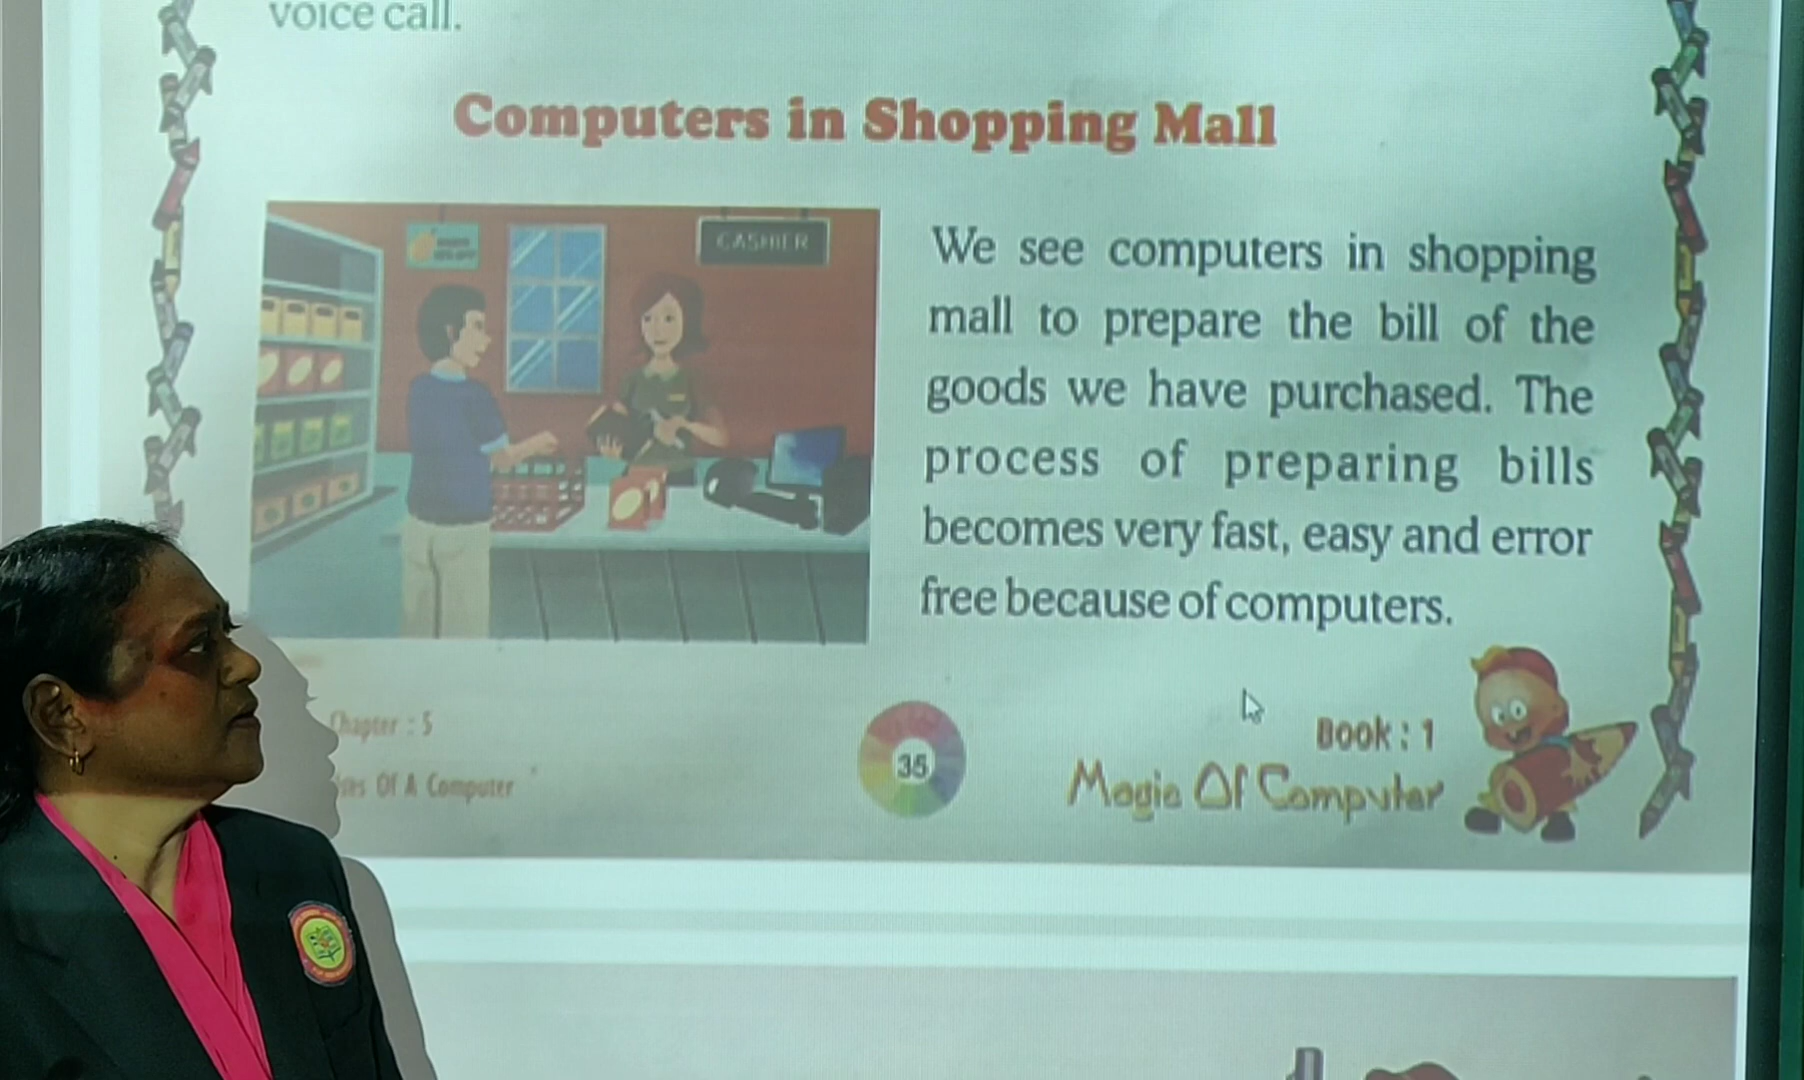 voice call.
Computers in Shopping Mall
CASHIER
We see computers in shopping
mall to prepare the bill of the
goods we have purchased. The
process of preparing bills
becomes very fast, easy and error
free because of computers.
Chapter : 5
Of A Computer
35
Book : 1
Magic Of Computer